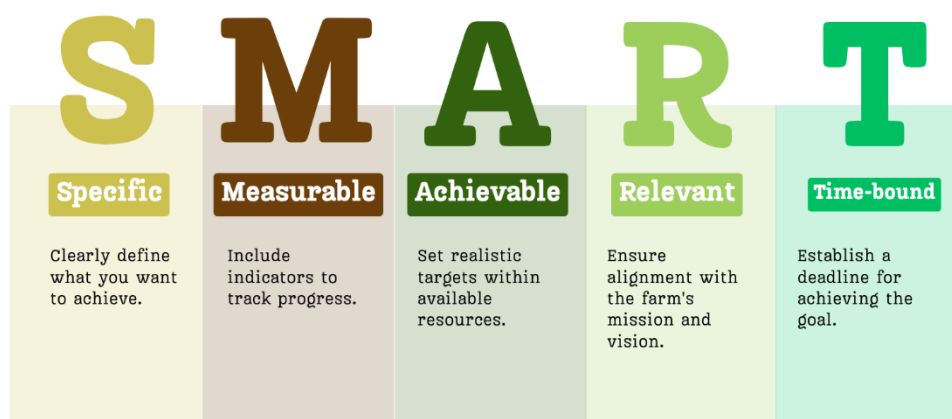 S
Specific
Clearly define
what you want
to achieve.
M
Measurable
Include
indicators to
track progress.
A
Achievable
Set realistic
targets within
available
resources.
R
Relevant
Ensure
alignment with
the farm's
mission and
vision.
T
Time-bound
Establish a
deadline for
achieving the
goal.